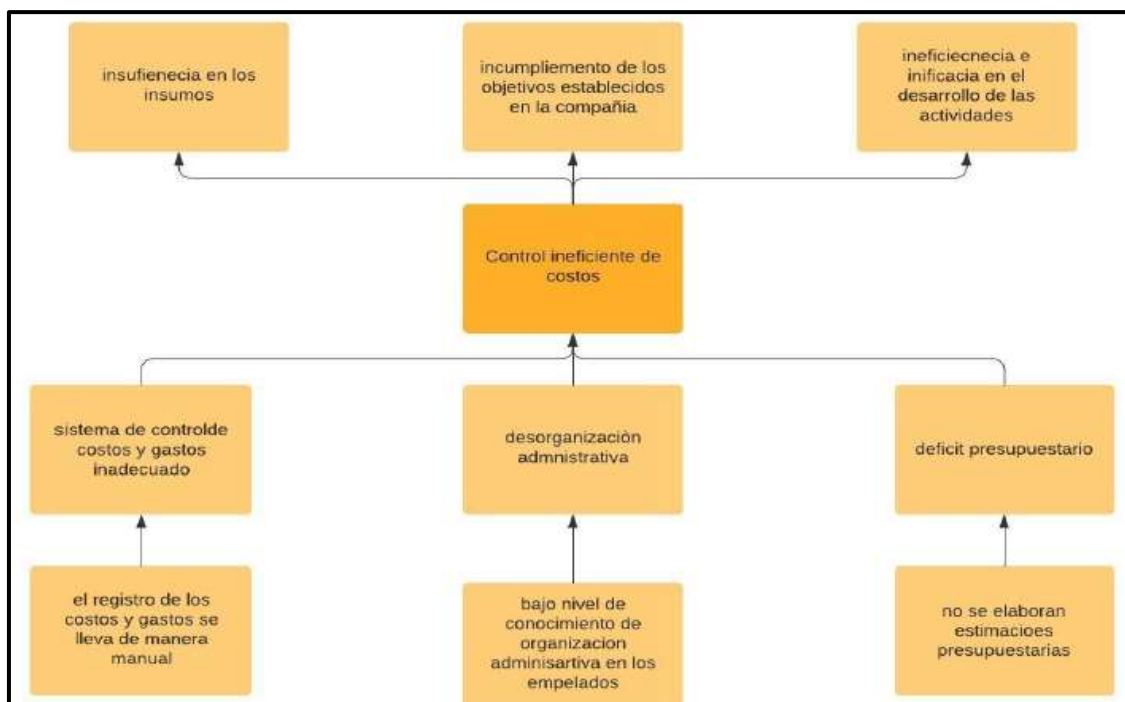 insufienecia en los
insumos
incumpliemento de los
objetivos establecidos
en la compañia
ineficiecnecia e
inificacia en el
desarrollo de las
actividades
Control ineficiente de
costos
sistema de controlde
costos y gastos
inadecuado
desorganizaciòn
admnistrativa
deficit presupuestario
el registro de los
costos y gastos se
lleva de manera
manual
bajo nivel de
conocimiento de
organizacion
adminisartiva en los
empelados
no se elaboran
estimacioes
presupuestarias